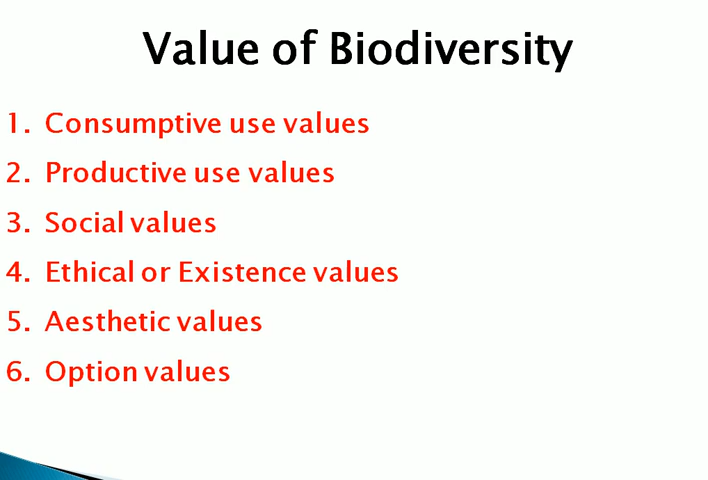 Value of Biodiversity
1. Consumptive use values
2. Productive use values
3. Social values
4. Ethical or Existence values
5. Aesthetic values
6. Option values